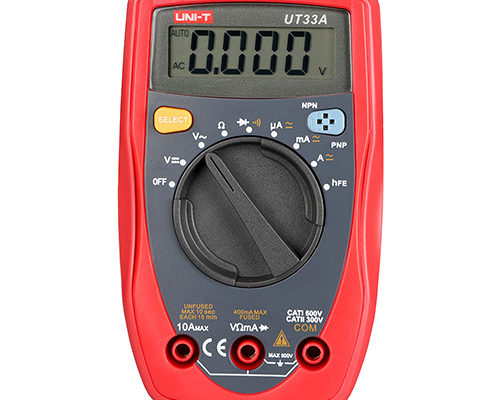 UNI-T UT33A
AUTO
AC 0.000 V
NPN
SELECT
PNP
OFF V⎓ V~ Ω µA mA A hFE
UNFUSED
MAX 10 sec
EACH 15 min
10AMAX
400mA MAX
FUSED
VΩmA
CATI 600V
CATII 300V
COM
CE
MAX 500V